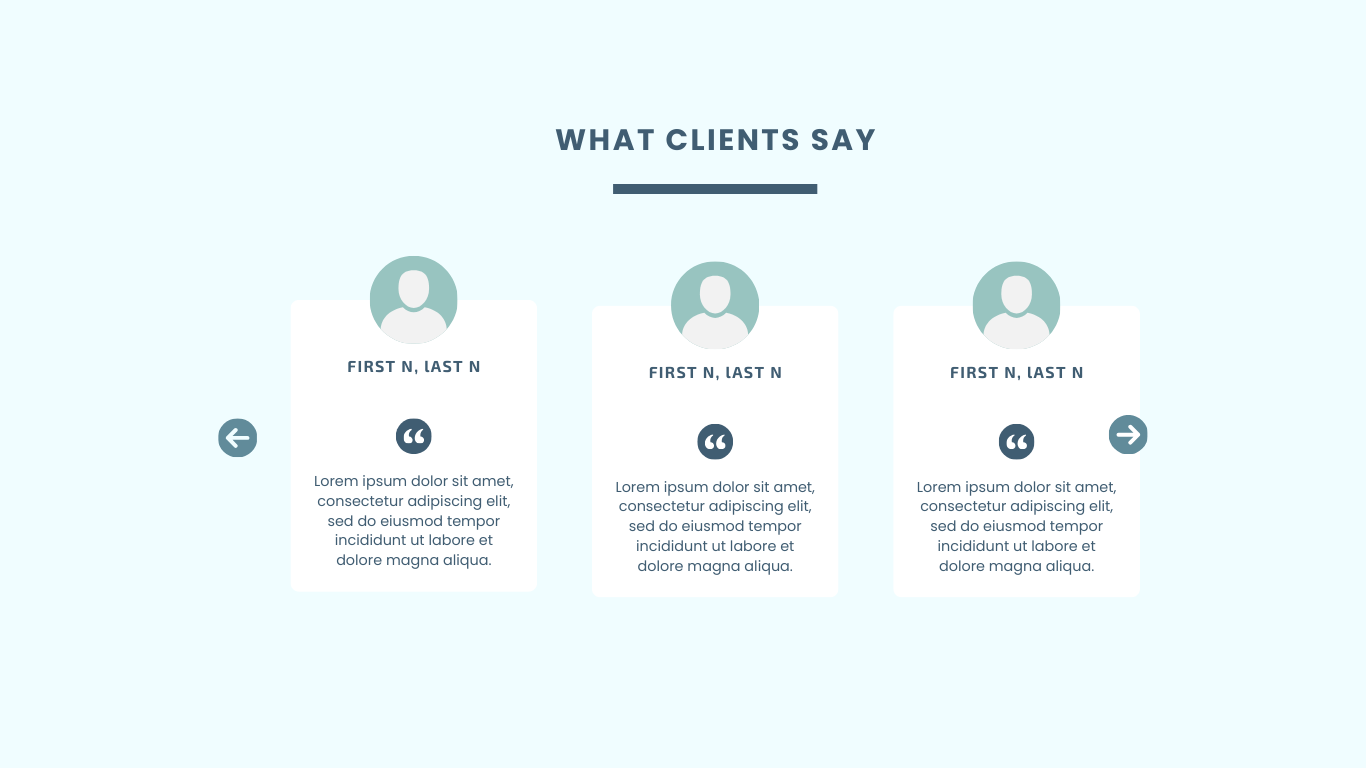 WHAT CLIENTS SAY
FIRST N, LAST N
“
Lorem ipsum dolor sit amet,
consectetur adipiscing elit,
sed do eiusmod tempor
incididunt ut labore et
dolore magna aliqua.
FIRST N, LAST N
“
Lorem ipsum dolor sit amet,
consectetur adipiscing elit,
sed do eiusmod tempor
incididunt ut labore et
dolore magna aliqua.
FIRST N, LAST N
“
Lorem ipsum dolor sit amet,
consectetur adipiscing elit,
sed do eiusmod tempor
incididunt ut labore et
dolore magna aliqua.